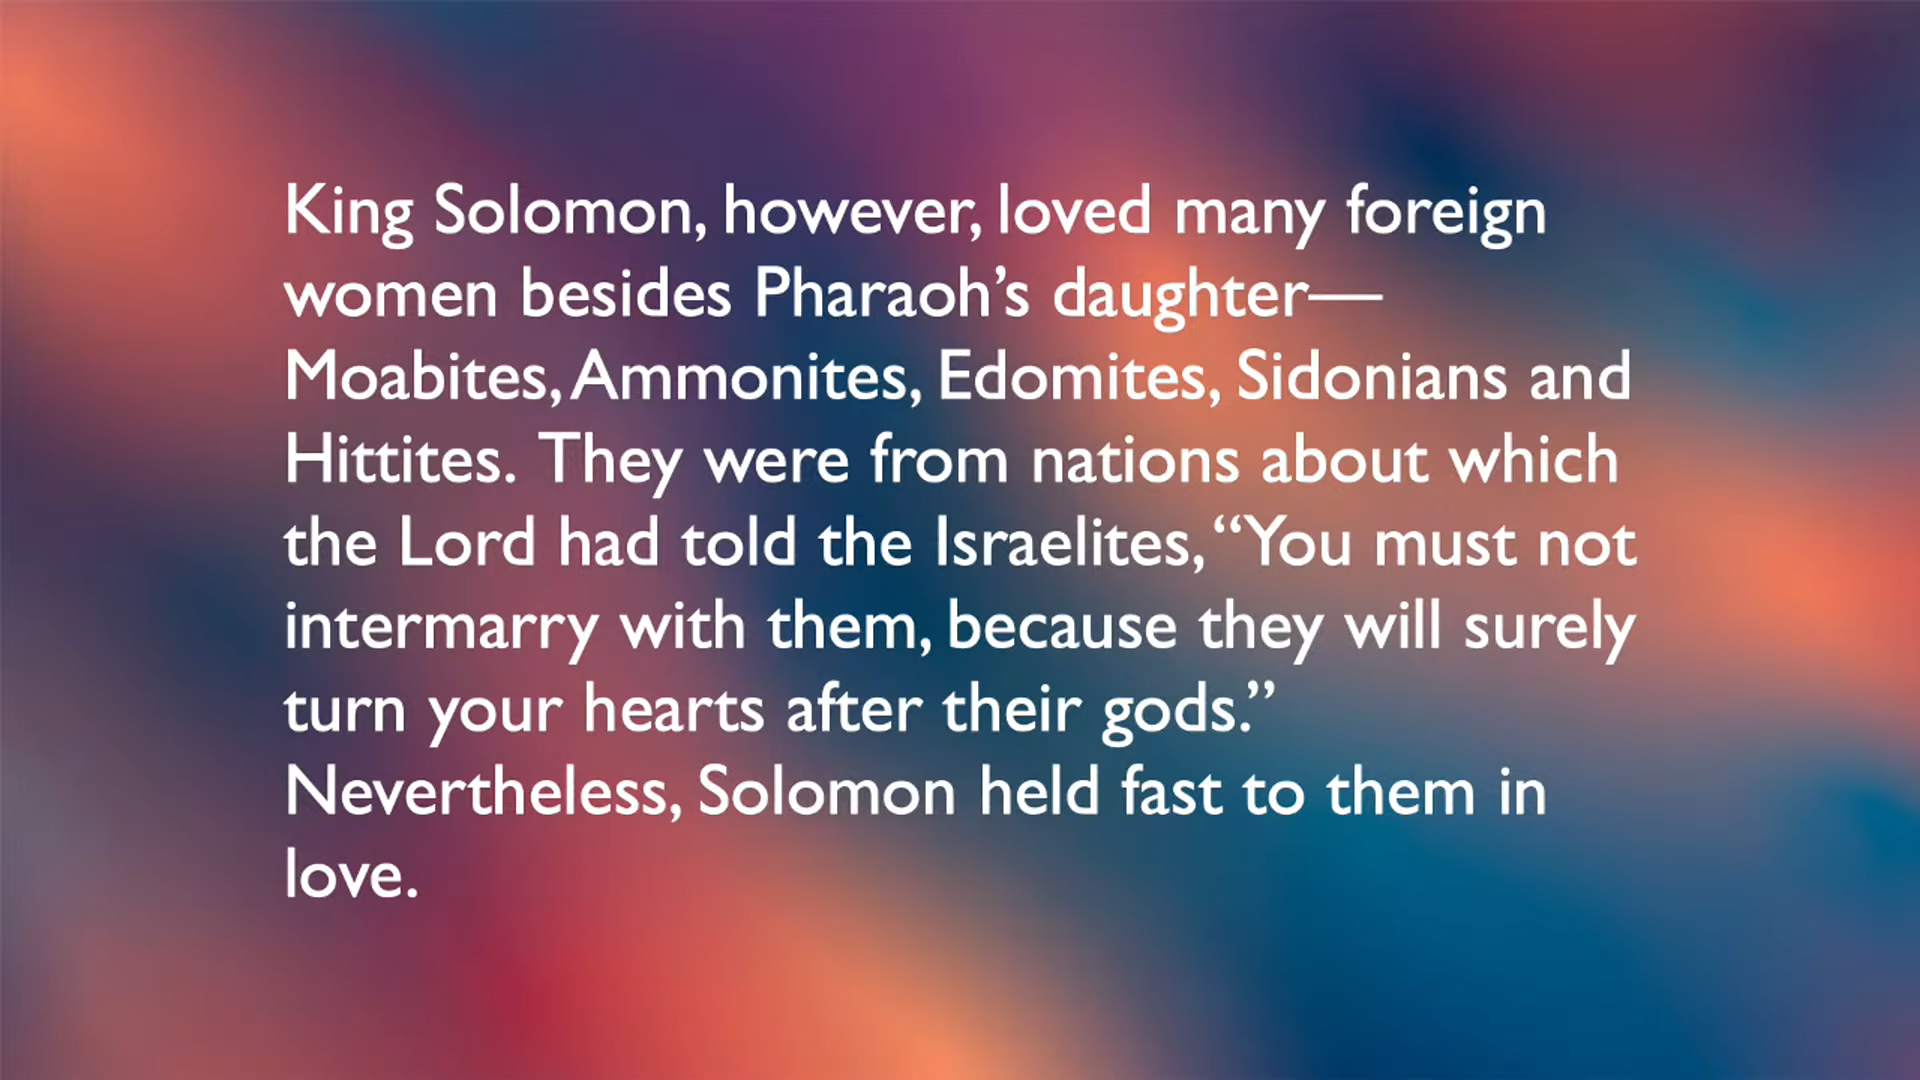 King Solomon, however, loved many foreign
women besides Pharaoh’s daughter—
Moabites, Ammonites, Edomites, Sidonians and
Hittites. They were from nations about which
the Lord had told the Israelites, “You must not
intermarry with them, because they will surely
turn your hearts after their gods.”
Nevertheless, Solomon held fast to them in
love.